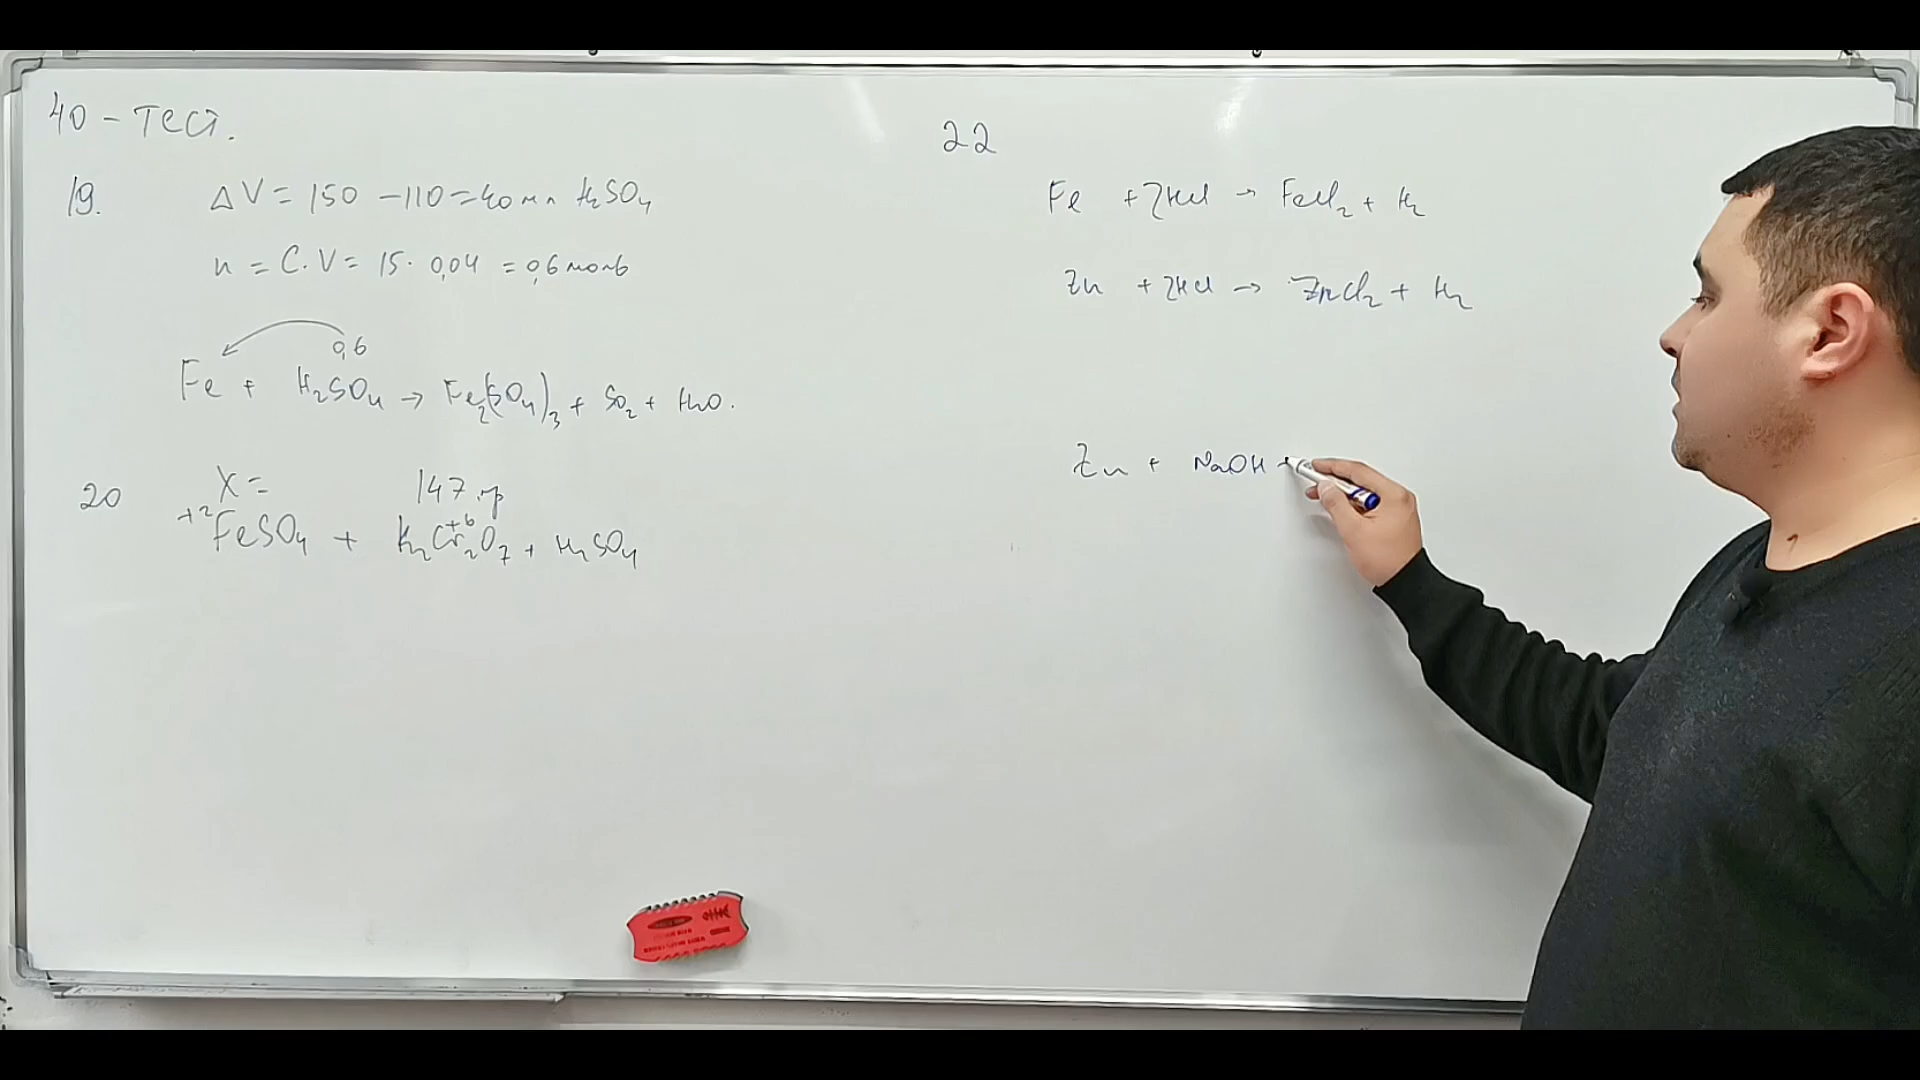 40 - тест.
19. ΔV = 150 - 110 = 40 мл H₂SO₄
n = C·V = 15 · 0,04 = 0,6 моль
0,6
Fe + H₂SO₄ → Fe₂(SO₄)₃ + SO₂ + H₂O.
20 X = 147 гр
+2 +6
FeSO₄ + K₂Cr₂O₇ + H₂SO₄
22
Fe + 2HCl → FeCl₂ + H₂
Zn + 2HCl → ZnCl₂ + H₂
Zn + NaOH